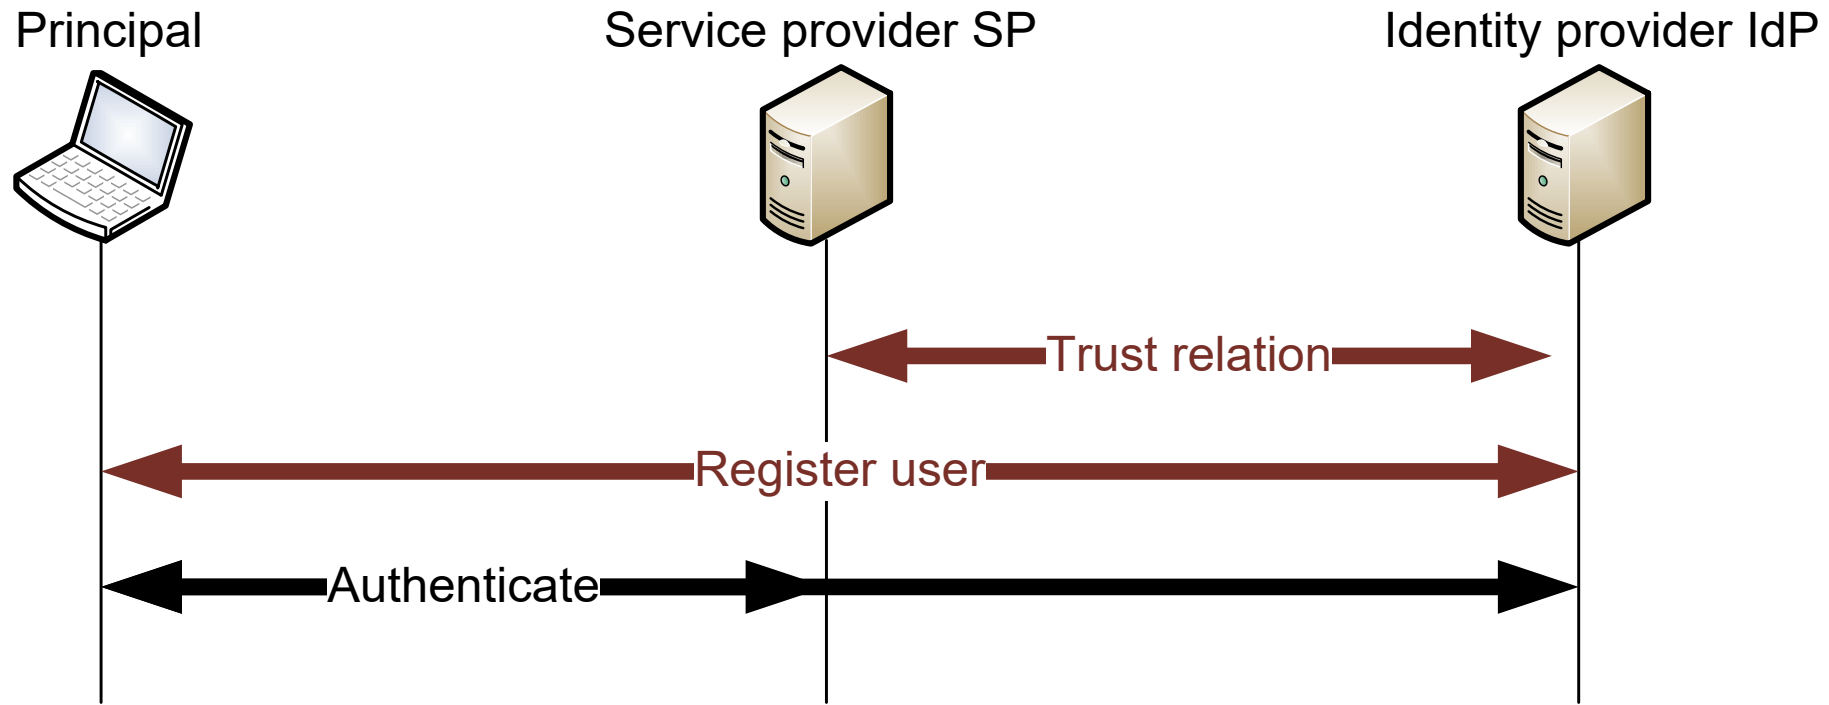 Principal
Service provider SP
Identity provider IdP
Trust relation
Register user
Authenticate